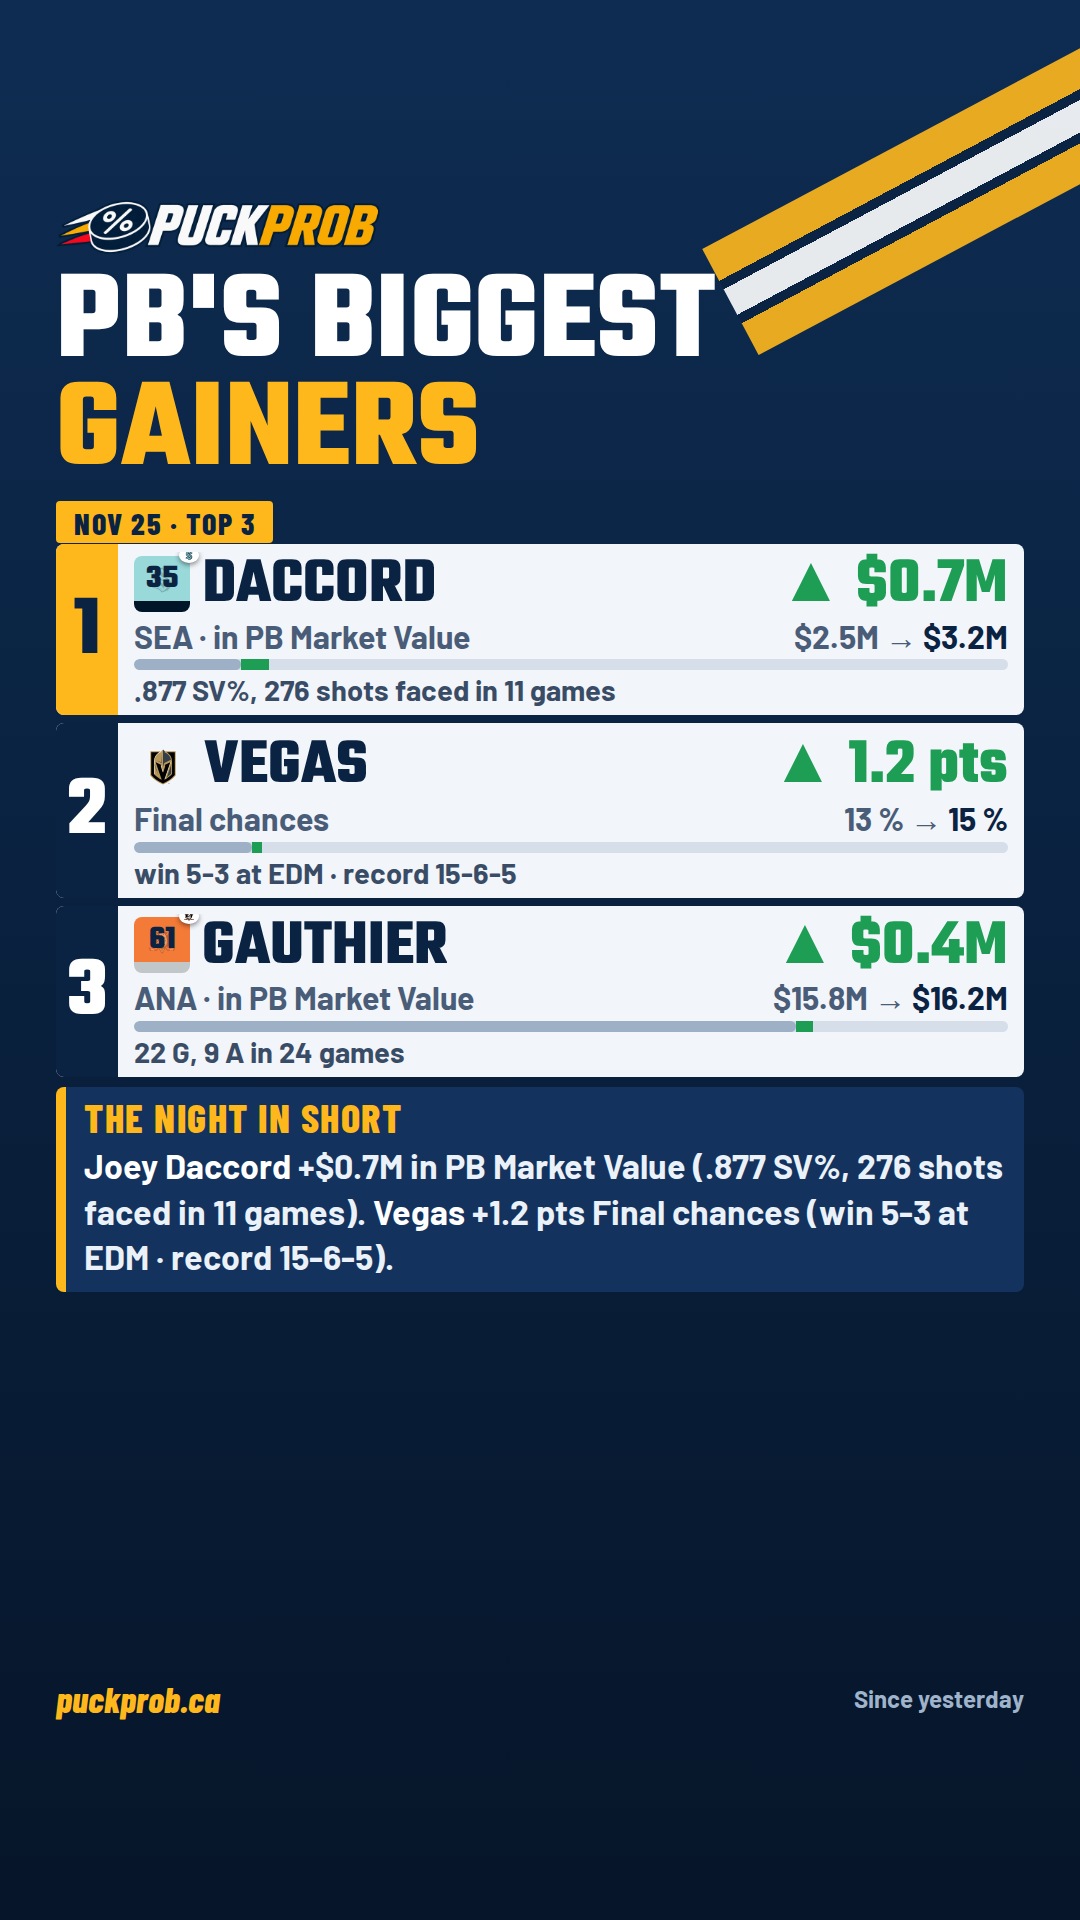 % PUCKPROB
PB'S BIGGEST
GAINERS
NOV 25 · TOP 3
1
35
DACCORD
▲ $0.7M
SEA · in PB Market Value
$2.5M → $3.2M
.877 SV%, 276 shots faced in 11 games
2
VEGAS
▲ 1.2 pts
Final chances
13 % → 15 %
win 5-3 at EDM · record 15-6-5
3
61
GAUTHIER
▲ $0.4M
ANA · in PB Market Value
$15.8M → $16.2M
22 G, 9 A in 24 games
THE NIGHT IN SHORT
Joey Daccord +$0.7M in PB Market Value (.877 SV%, 276 shots
faced in 11 games). Vegas +1.2 pts Final chances (win 5-3 at
EDM · record 15-6-5).
puckprob.ca
Since yesterday